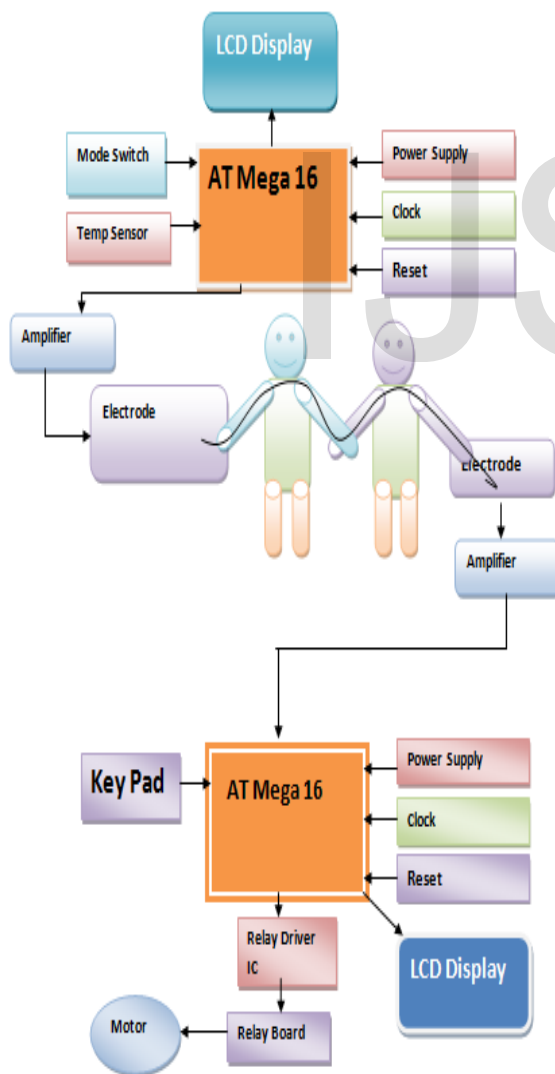 LCD Display
Mode Switch
AT Mega 16
Power Supply
Temp Sensor
Clock
Reset
IJS
Amplifier
Electrode
Electrode
Amplifier
Key Pad
AT Mega 16
Power Supply
Clock
Reset
Relay Driver
IC
LCD Display
Motor
Relay Board